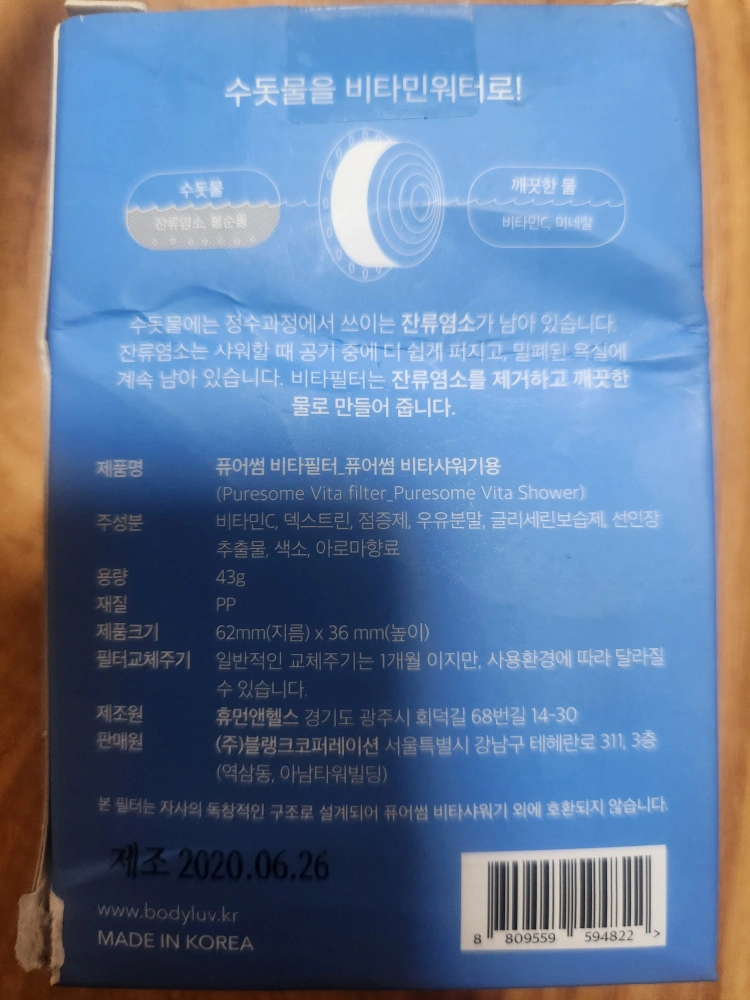 수돗물을 비타민워터로!
수돗물
잔류염소, 불순물
깨끗한 물
비타민C, 미네랄
수돗물에는 정수과정에서 쓰이는 잔류염소가 남아 있습니다.
잔류염소는 샤워할 때 공기 중에 더 쉽게 퍼지고, 밀폐된 욕실에
계속 남아 있습니다. 비타필터는 잔류염소를 제거하고 깨끗한
물로 만들어 줍니다.
제품명 퓨어썸 비타필터_퓨어썸 비타샤워기용
(Puresome Vita filter_Puresome Vita Shower)
주성분 비타민C, 덱스트린, 점증제, 우유분말, 글리세린보습제, 선인장
추출물, 색소, 아로마향료
용량 43g
재질 PP
제품크기 62mm(지름) x 36 mm(높이)
필터교체주기 일반적인 교체주기는 1개월 이지만, 사용환경에 따라 달라질
수 있습니다.
제조원 휴먼앤헬스 경기도 광주시 회덕길 68번길 14-30
판매원 (주)블랭크코퍼레이션 서울특별시 강남구 테헤란로 311, 3층
(역삼동, 아남타워빌딩)
본 필터는 자사의 독창적인 구조로 설계되어 퓨어썸 비타샤워기 외에 호환되지 않습니다.
제조 2020.06.26
www.bodyluv.kr
MADE IN KOREA
8 809559 594822 >